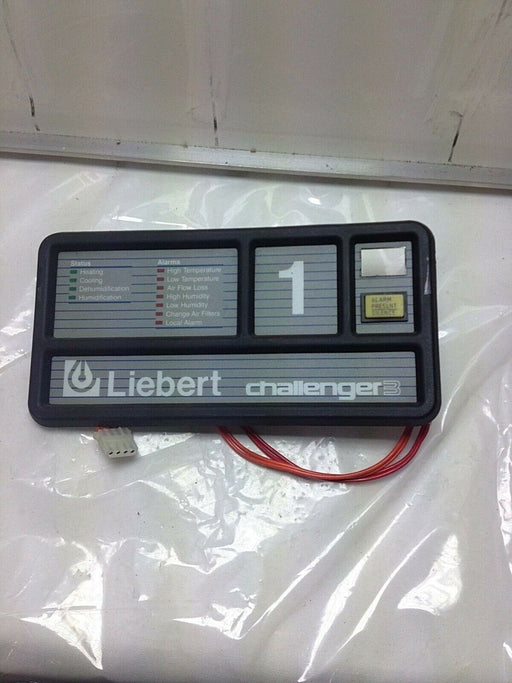 Status
Heating
Cooling
Dehumidification
Humidification
Alarms
High Temperature
Low Temperature
Air Flow Loss
High Humidity
Low Humidity
Change Air Filters
Local Alarm
1
ALARM
PRESENT
SILENCE
Liebert challenger3